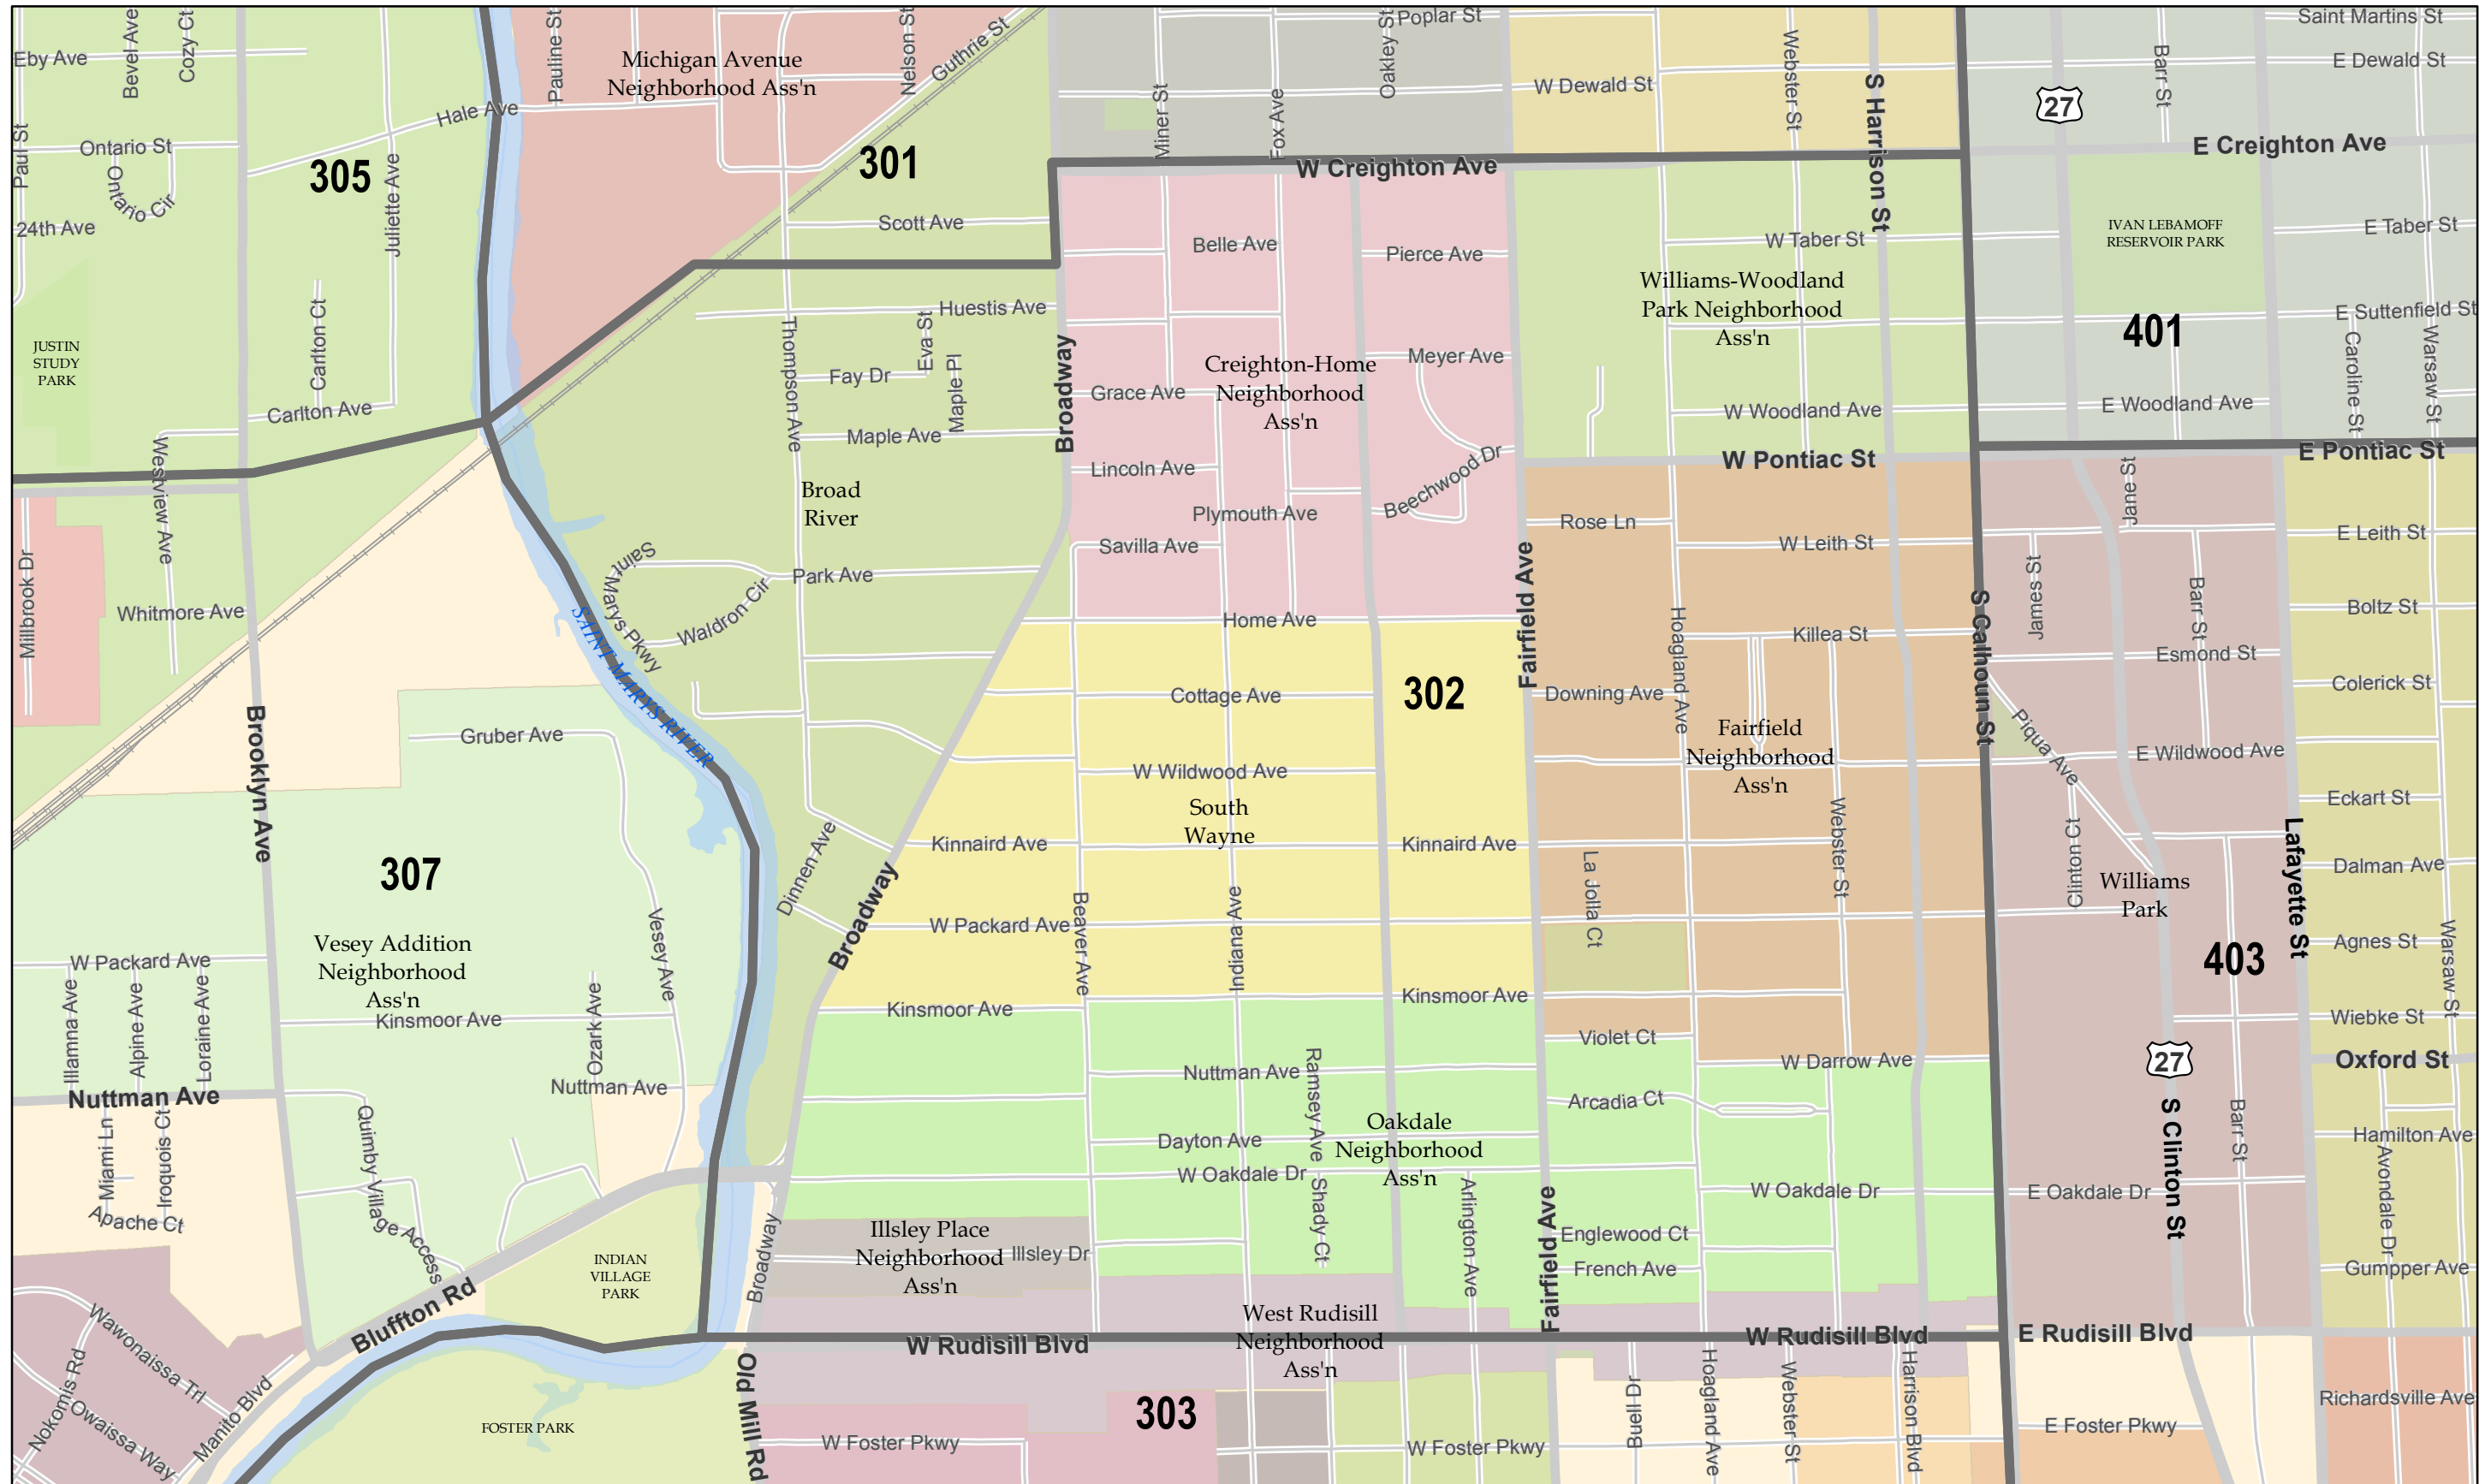 Eby Ave
Bevel Ave
Cozy Ct
Pauline St
Michigan Avenue
Neighborhood Ass'n
Nelson St
Guthrie St
Poplar St
Oakley St
Miner St
Fox Ave
W Dewald St
Webster St
S Harrison St
27
Barr St
Saint Martins St
E Dewald St
Hale Ave
Paul St
Ontario St
Ontario Cir
305
Juliette Ave
301
W Creighton Ave
E Creighton Ave
24th Ave
Scott Ave
Belle Ave
Pierce Ave
W Taber St
IVAN LEBAMOFF
RESERVOIR PARK
E Taber St
Williams-Woodland
Park Neighborhood
Ass'n
Carlton Ct
Huestis Ave
Thompson Ave
Eva St
Maple Pl
Fay Dr
Broadway
JUSTIN
STUDY
PARK
Creighton-Home
Neighborhood
Ass'n
Meyer Ave
401
E Suttenfield St
Caroline St
Warsaw St
Grace Ave
Carlton Ave
W Woodland Ave
E Woodland Ave
Maple Ave
Westview Ave
Lincoln Ave
Beechwood Dr
W Pontiac St
E Pontiac St
Broad
River
Plymouth Ave
Rose Ln
Jane St
Savilla Ave
Fairfield Ave
W Leith St
E Leith St
Millbrook Dr
Whitmore Ave
Saint Marys Pkwy
Waldron Cir
Park Ave
SAINT MARYS RIVER
Home Ave
Hoagland Ave
Killea St
S Calhoun St
James St
Barr St
Boltz St
Esmond St
Cottage Ave
302
Downing Ave
Colerick St
Brooklyn Ave
Gruber Ave
Fairfield
Neighborhood
Ass'n
Piqua Ave
E Wildwood Ave
W Wildwood Ave
South
Wayne
Webster St
Clinton Ct
Eckart St
Lafayette St
307
Dinnen Ave
Broadway
Kinnaird Ave
Kinnaird Ave
La Jolla Ct
Williams
Park
Dalman Ave
Vesey Addition
Neighborhood
Ass'n
Vesey Ave
W Packard Ave
Beaver Ave
Indiana Ave
403
Agnes St
Warsaw St
W Packard Ave
Illamna Ave
Alpine Ave
Loraine Ave
Kinsmoor Ave
Ozark Ave
Kinsmoor Ave
Kinsmoor Ave
Violet Ct
Wiebke St
27
Oxford St
Nuttman Ave
Nuttman Ave
Nuttman Ave
Ramsey Ave
W Darrow Ave
Arcadia Ct
Miami Ln
Iroquois Ct
Apache Ct
Quimby Village Access
Dayton Ave
W Oakdale Dr
Shady Ct
Oakdale
Neighborhood
Ass'n
Arlington Ave
Fairfield Ave
W Oakdale Dr
E Oakdale Dr
S Clinton St
Barr St
Hamilton Ave
Avondale Dr
Illsley Place
Neighborhood
Ass'n
Illsley Dr
Englewood Ct
French Ave
Gumpper Ave
INDIAN
VILLAGE
PARK
Broadway
Bluffton Rd
West Rudisill
Neighborhood
Ass'n
W Rudisill Blvd
W Rudisill Blvd
E Rudisill Blvd
Wawonaissa Trl
Nokomis Rd
Owaissa Way
Manito Blvd
FOSTER PARK
Old Mill Rd
W Foster Pkwy
303
W Foster Pkwy
Buell Dr
Hoagland Ave
Webster St
Harrison Blvd
E Foster Pkwy
Richardsville Ave